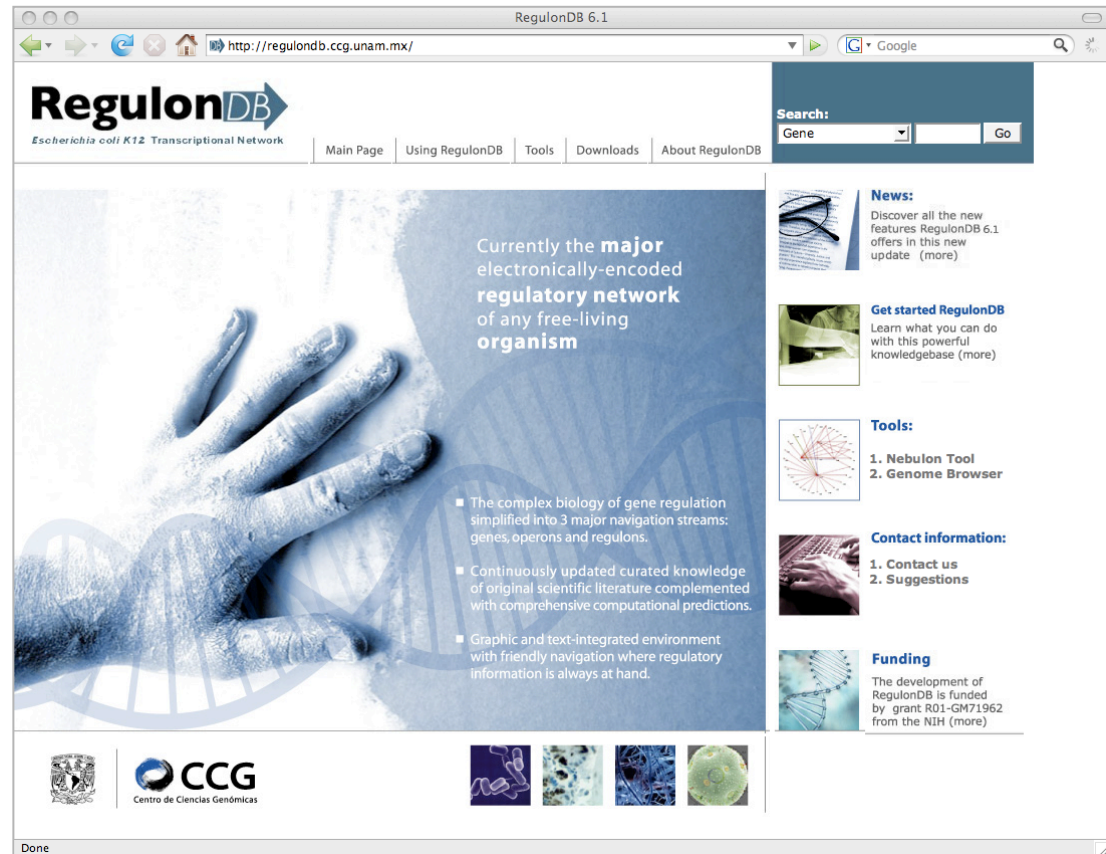 RegulonDB 6.1
http://regulondb.ccg.unam.mx/
G
Google
RegulonDB
Escherichia coli K12 Transcriptional Network
Main Page
Using RegulonDB
Tools
Downloads
About RegulonDB
Search:
Gene
Go
Currently the major
electronically-encoded
regulatory network
of any free-living
organism
The complex biology of gene regulation
simplified into 3 major navigation streams:
genes, operons and regulons.
Continuously updated curated knowledge
of original scientific literature complemented
with comprehensive computational predictions.
Graphic and text-integrated environment
with friendly navigation where regulatory
information is always at hand.
News:
Discover all the new
features RegulonDB 6.1
offers in this new
update (more)
Get started RegulonDB
Learn what you can do
with this powerful
knowledgebase (more)
Tools:
1. Nebulon Tool
2. Genome Browser
Contact information:
1. Contact us
2. Suggestions
Funding
The development of
RegulonDB is funded
by grant R01-GM71962
from the NIH (more)
CCG
Centro de Ciencias Genómicas
Done